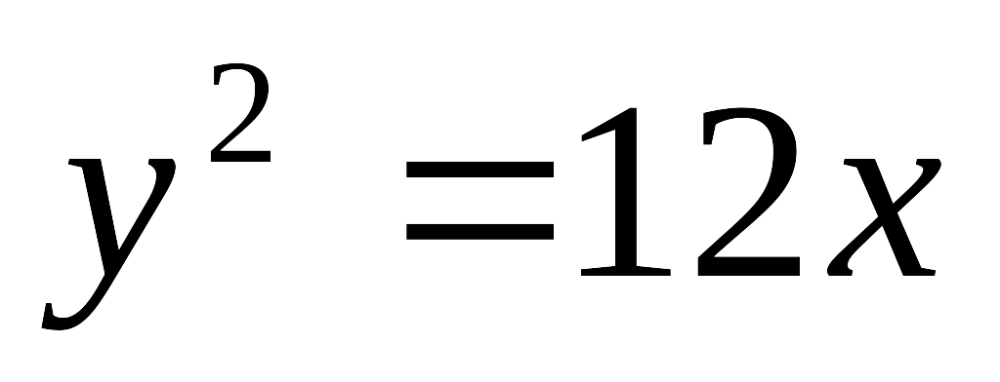 y² =12x